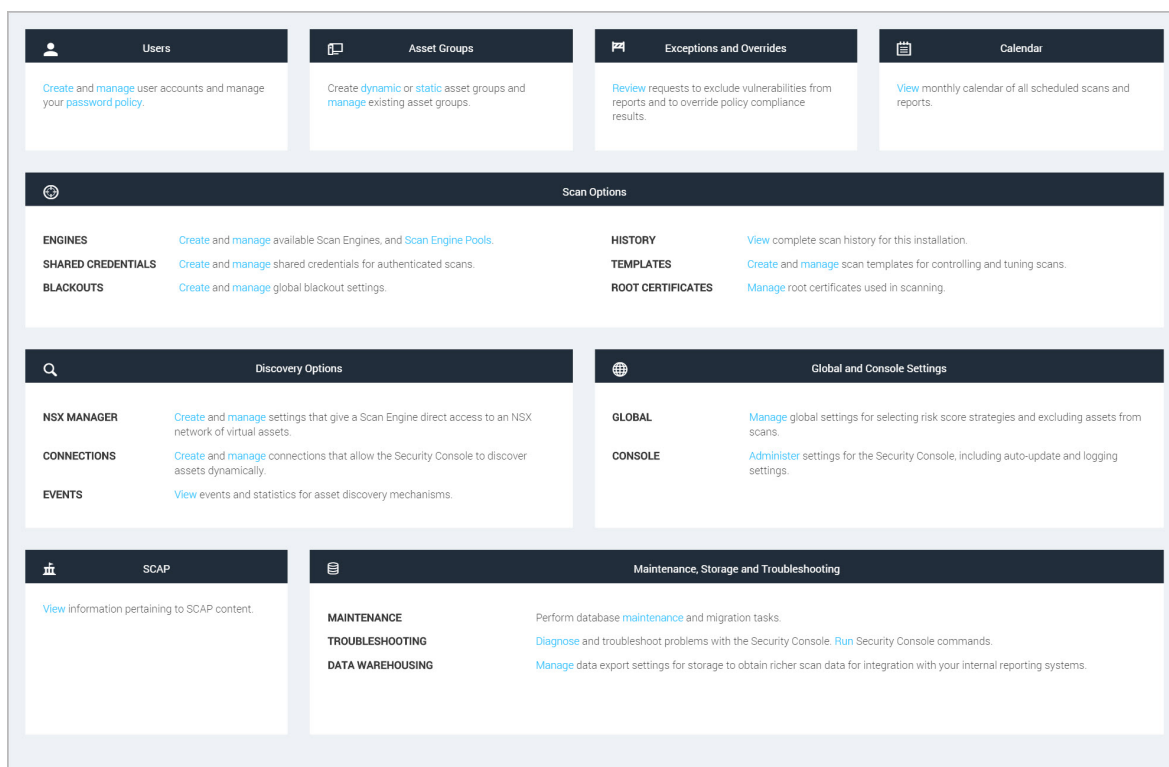 Users
Create and manage user accounts and manage
your password policy.
Asset Groups
Create dynamic or static asset groups and
manage existing asset groups.
Exceptions and Overrides
Review requests to exclude vulnerabilities from
reports and to override policy compliance
results.
Calendar
View monthly calendar of all scheduled scans and
reports.
Scan Options
ENGINES Create and manage available Scan Engines, and Scan Engine Pools.
SHARED CREDENTIALS Create and manage shared credentials for authenticated scans.
BLACKOUTS Create and manage global blackout settings.
HISTORY View complete scan history for this installation.
TEMPLATES Create and manage scan templates for controlling and tuning scans.
ROOT CERTIFICATES Manage root certificates used in scanning.
Discovery Options
NSX MANAGER Create and manage settings that give a Scan Engine direct access to an NSX
network of virtual assets.
CONNECTIONS Create and manage connections that allow the Security Console to discover
assets dynamically.
EVENTS View events and statistics for asset discovery mechanisms.
Global and Console Settings
GLOBAL Manage global settings for selecting risk score strategies and excluding assets from
scans.
CONSOLE Administer settings for the Security Console, including auto-update and logging
settings.
SCAP
View information pertaining to SCAP content.
Maintenance, Storage and Troubleshooting
MAINTENANCE Perform database maintenance and migration tasks.
TROUBLESHOOTING Diagnose and troubleshoot problems with the Security Console. Run Security Console commands.
DATA WAREHOUSING Manage data export settings for storage to obtain richer scan data for integration with your internal reporting systems.